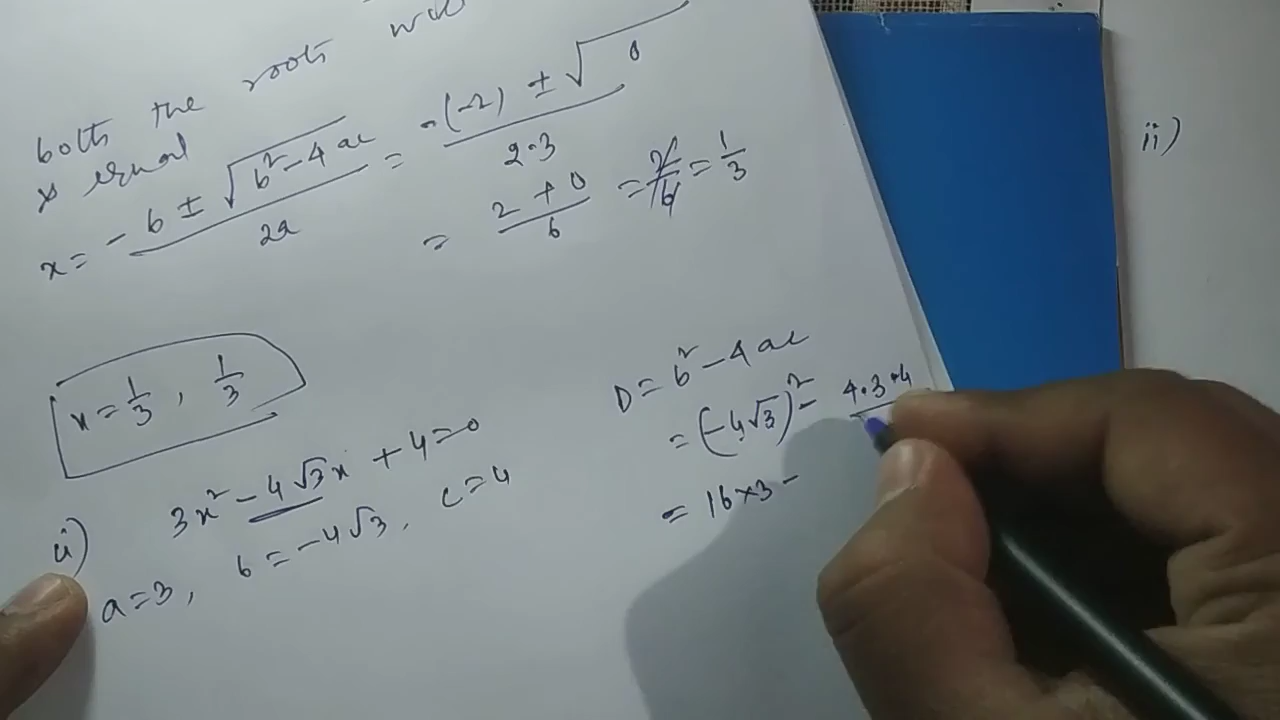 both the roots
x equal
x = -b ± √b² - 4ac / 2a = -(-2) ± √0 / 2·3
= 2 + 0 / 6 = 2/6 = 1/3
x = 1/3 , 1/3
ii) 3x² - 4√3x + 4 = 0
a = 3, b = -4√3, c = 4
D = b² - 4ac
= (-4√3)² - 4·3·4
= 16×3 -
ii)